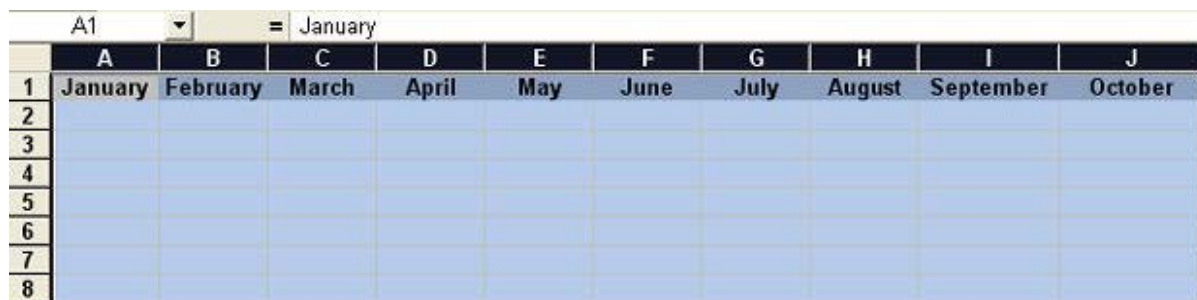 A1 = January
A B C D E F G H I J
1 January February March April May June July August September October
2
3
4
5
6
7
8